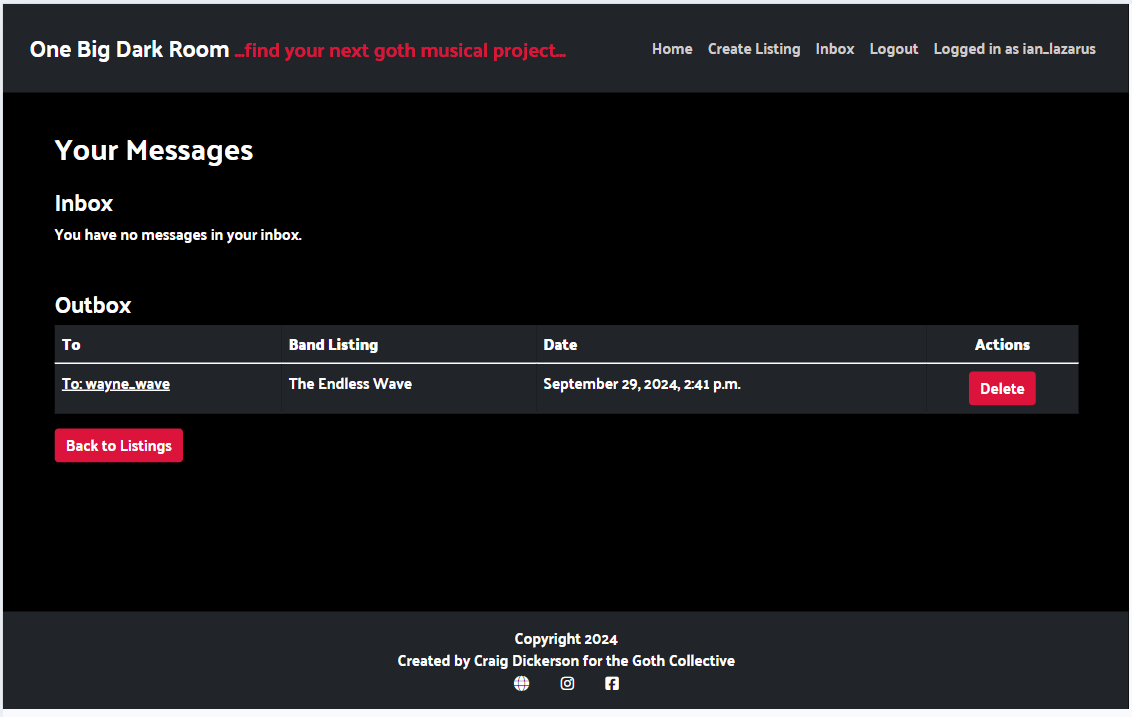 One Big Dark Room ...find your next goth musical project...
Home Create Listing Inbox Logout Logged in as ian_lazarus
Your Messages
Inbox
You have no messages in your inbox.
Outbox
To Band Listing Date Actions
To: wayne_wave The Endless Wave September 29, 2024, 2:41 p.m. Delete
Back to Listings
Copyright 2024
Created by Craig Dickerson for the Goth Collective